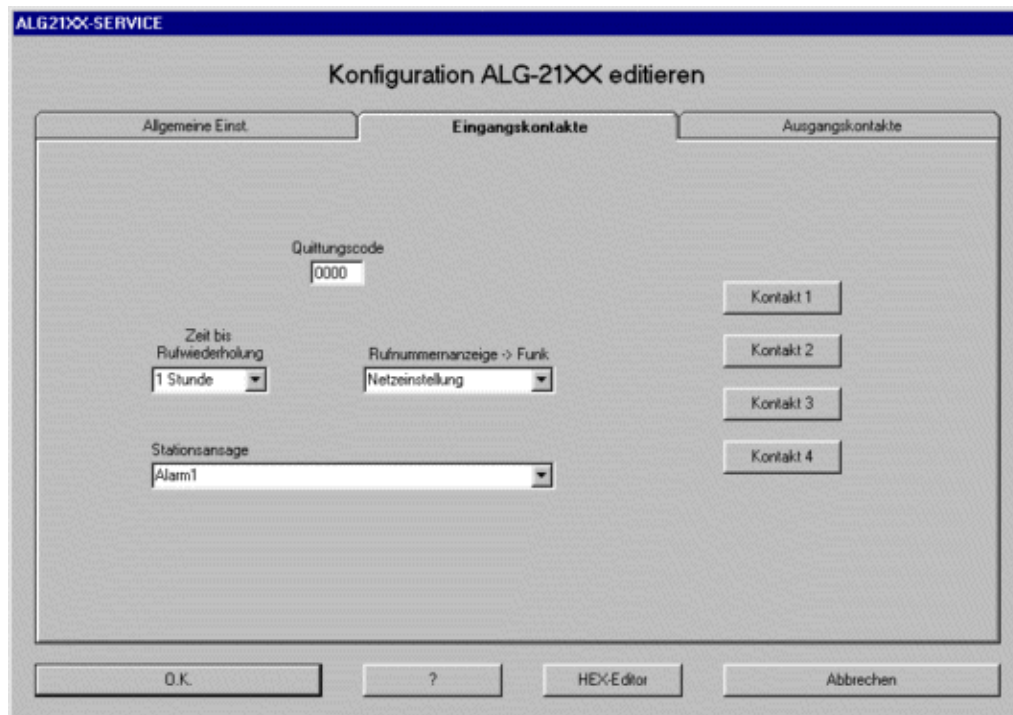 ALG21XX-SERVICE
Konfiguration ALG-21XX editieren
Allgemeine Einst. Eingangskontakte Ausgangskontakte
Quittungscode
0000
Kontakt 1
Zeit bis
Rufwiederholung
Rufnummernanzeige -> Funk
Kontakt 2
1 Stunde
Netzeinstellung
Kontakt 3
Stationsansage
Kontakt 4
Alarm1
O.K. ? HEX-Editor Abbrechen